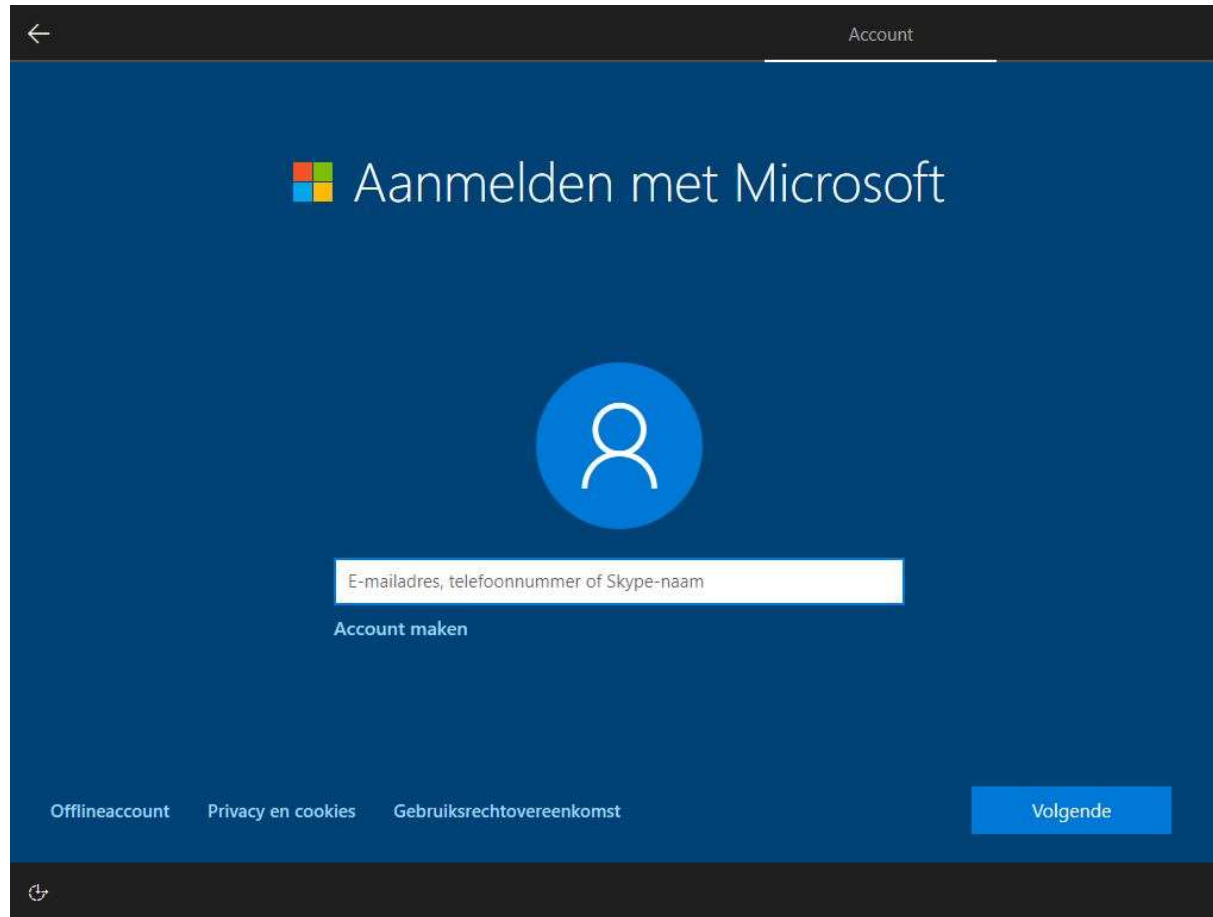 Account
Aanmelden met Microsoft
E-mailadres, telefoonnummer of Skype-naam
Account maken
Offlineaccount Privacy en cookies Gebruiksrechtovereenkomst Volgende